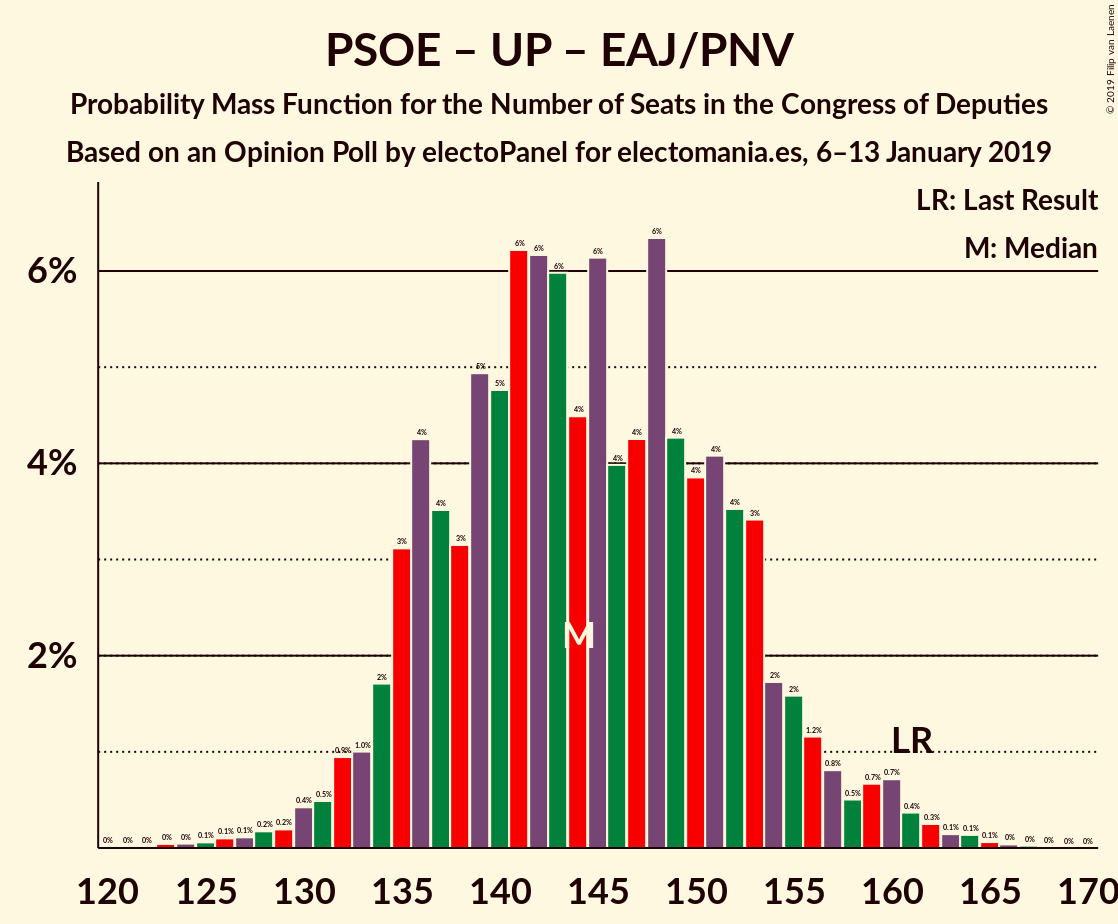 PSOE – UP – EAJ/PNV
Probability Mass Function for the Number of Seats in the Congress of Deputies
Based on an Opinion Poll by electoPanel for electomania.es, 6–13 January 2019
© 2019 Filip van Laenen
LR: Last Result
M: Median
6%
4%
2%
0% 0% 0% 0% 0% 0.1% 0.1% 0.1% 0.2% 0.2% 0.4% 0.5% 0.9% 1.0% 2% 3% 4% 4% 3% 5% 5% 6% 6% 6% 4% 6% 4% 4% 6% 4% 4% 4% 4% 3% 2% 2% 1.2% 0.8% 0.5% 0.7% 0.7% 0.4% 0.3% 0.1% 0.1% 0.1% 0% 0% 0% 0% 0%
M
LR
120 125 130 135 140 145 150 155 160 165 170